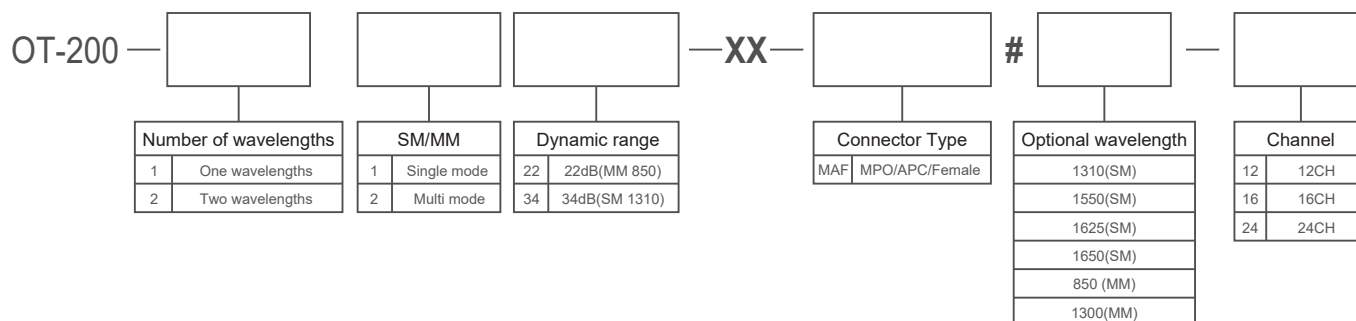 OT-200 — — XX — # —
Number of wavelengths
1 One wavelengths
2 Two wavelengths
SM/MM
1 Single mode
2 Multi mode
Dynamic range
22 22dB(MM 850)
34 34dB(SM 1310)
Connector Type
MAF MPO/APC/Female
Optional wavelength
1310(SM)
1550(SM)
1625(SM)
1650(SM)
850 (MM)
1300(MM)
Channel
12 12CH
16 16CH
24 24CH